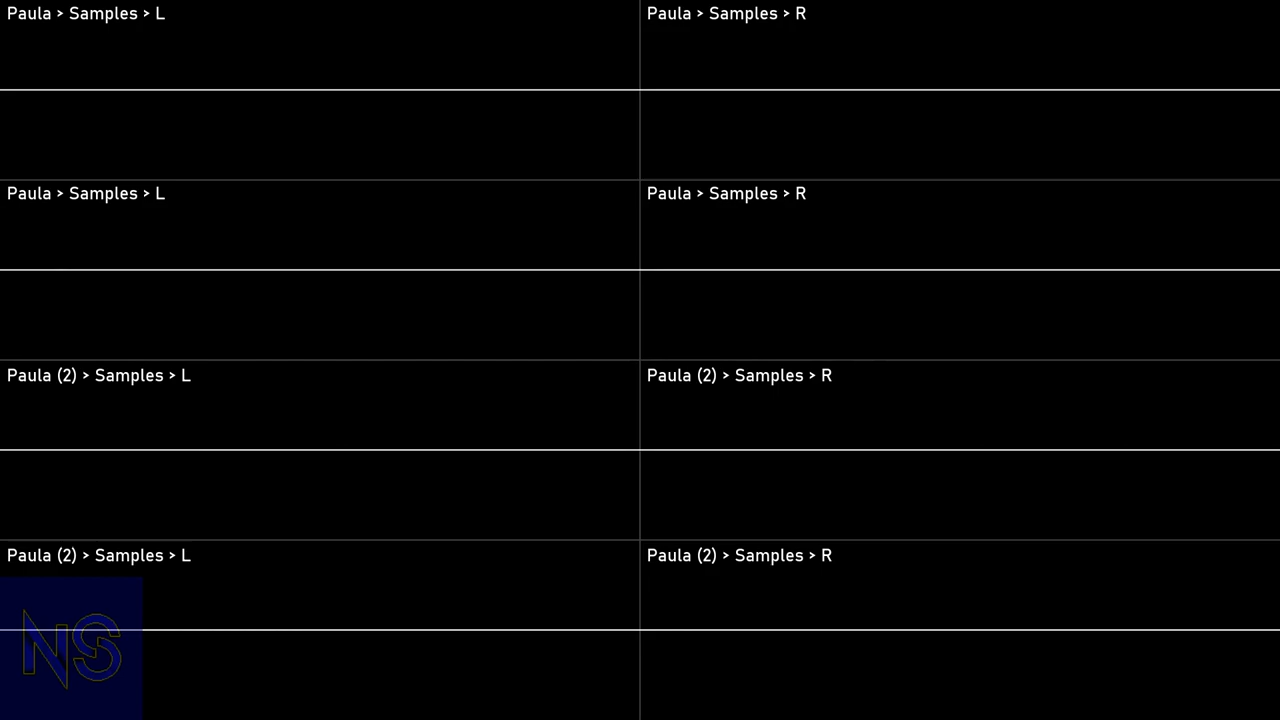 Paula > Samples > L
Paula > Samples > R
Paula > Samples > L
Paula > Samples > R
Paula (2) > Samples > L
Paula (2) > Samples > R
Paula (2) > Samples > L
Paula (2) > Samples > R
NS